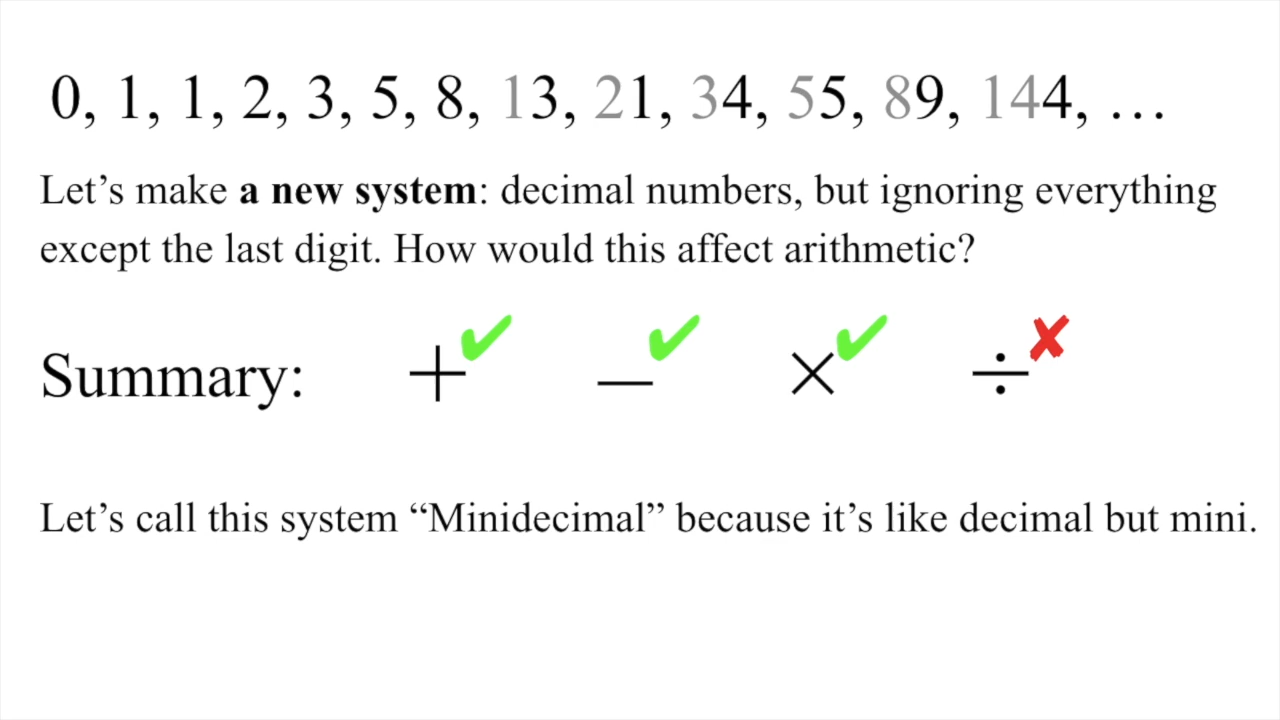 0, 1, 1, 2, 3, 5, 8, 13, 21, 34, 55, 89, 144, …
Let’s make a new system: decimal numbers, but ignoring everything
except the last digit. How would this affect arithmetic?
Summary: +✔ −✔ ×✔ ÷✘
Let’s call this system “Minidecimal” because it’s like decimal but mini.